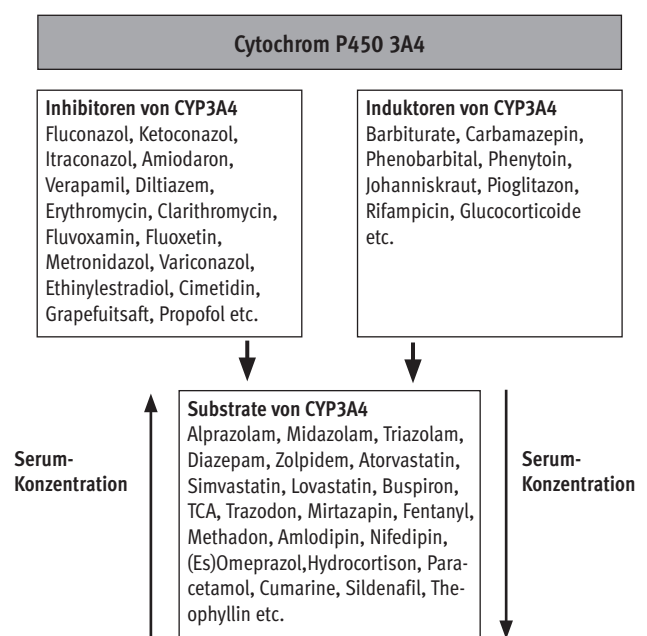 Cytochrom P450 3A4
Inhibitoren von CYP3A4
Fluconazol, Ketoconazol,
Itraconazol, Amiodaron,
Verapamil, Diltiazem,
Erythromycin, Clarithromycin,
Fluvoxamin, Fluoxetin,
Metronidazol, Variconazol,
Ethinylestradiol, Cimetidin,
Grapefuitsaft, Propofol etc.
Induktoren von CYP3A4
Barbiturate, Carbamazepin,
Phenobarbital, Phenytoin,
Johanniskraut, Pioglitazon,
Rifampicin, Glucocorticoide
etc.
Serum-
Konzentration
Substrate von CYP3A4
Alprazolam, Midazolam, Triazolam,
Diazepam, Zolpidem, Atorvastatin,
Simvastatin, Lovastatin, Buspiron,
TCA, Trazodon, Mirtazapin, Fentanyl,
Methadon, Amlodipin, Nifedipin,
(Es)Omeprazol,Hydrocortison, Para-
cetamol, Cumarine, Sildenafil, The-
ophyllin etc.
Serum-
Konzentration